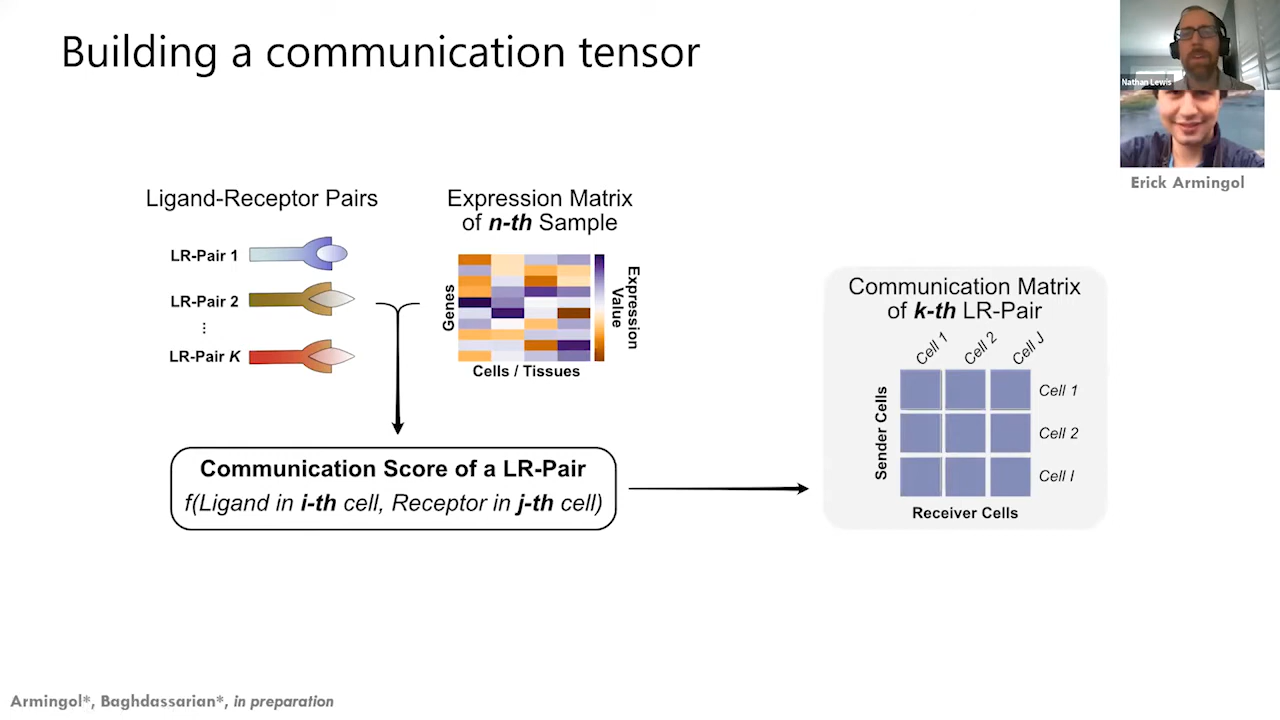 Building a communication tensor
Nathan Lewis
Erick Armingol
Ligand-Receptor Pairs
LR-Pair 1
LR-Pair 2
⋮
LR-Pair K
Expression Matrix
of n-th Sample
Genes
Expression
Value
Cells / Tissues
Communication Score of a LR-Pair
f(Ligand in i-th cell, Receptor in j-th cell)
Communication Matrix
of k-th LR-Pair
Cell 1
Cell 2
Cell J
Sender Cells
Cell 1
Cell 2
Cell I
Receiver Cells
Armingol*, Baghdassarian*, in preparation